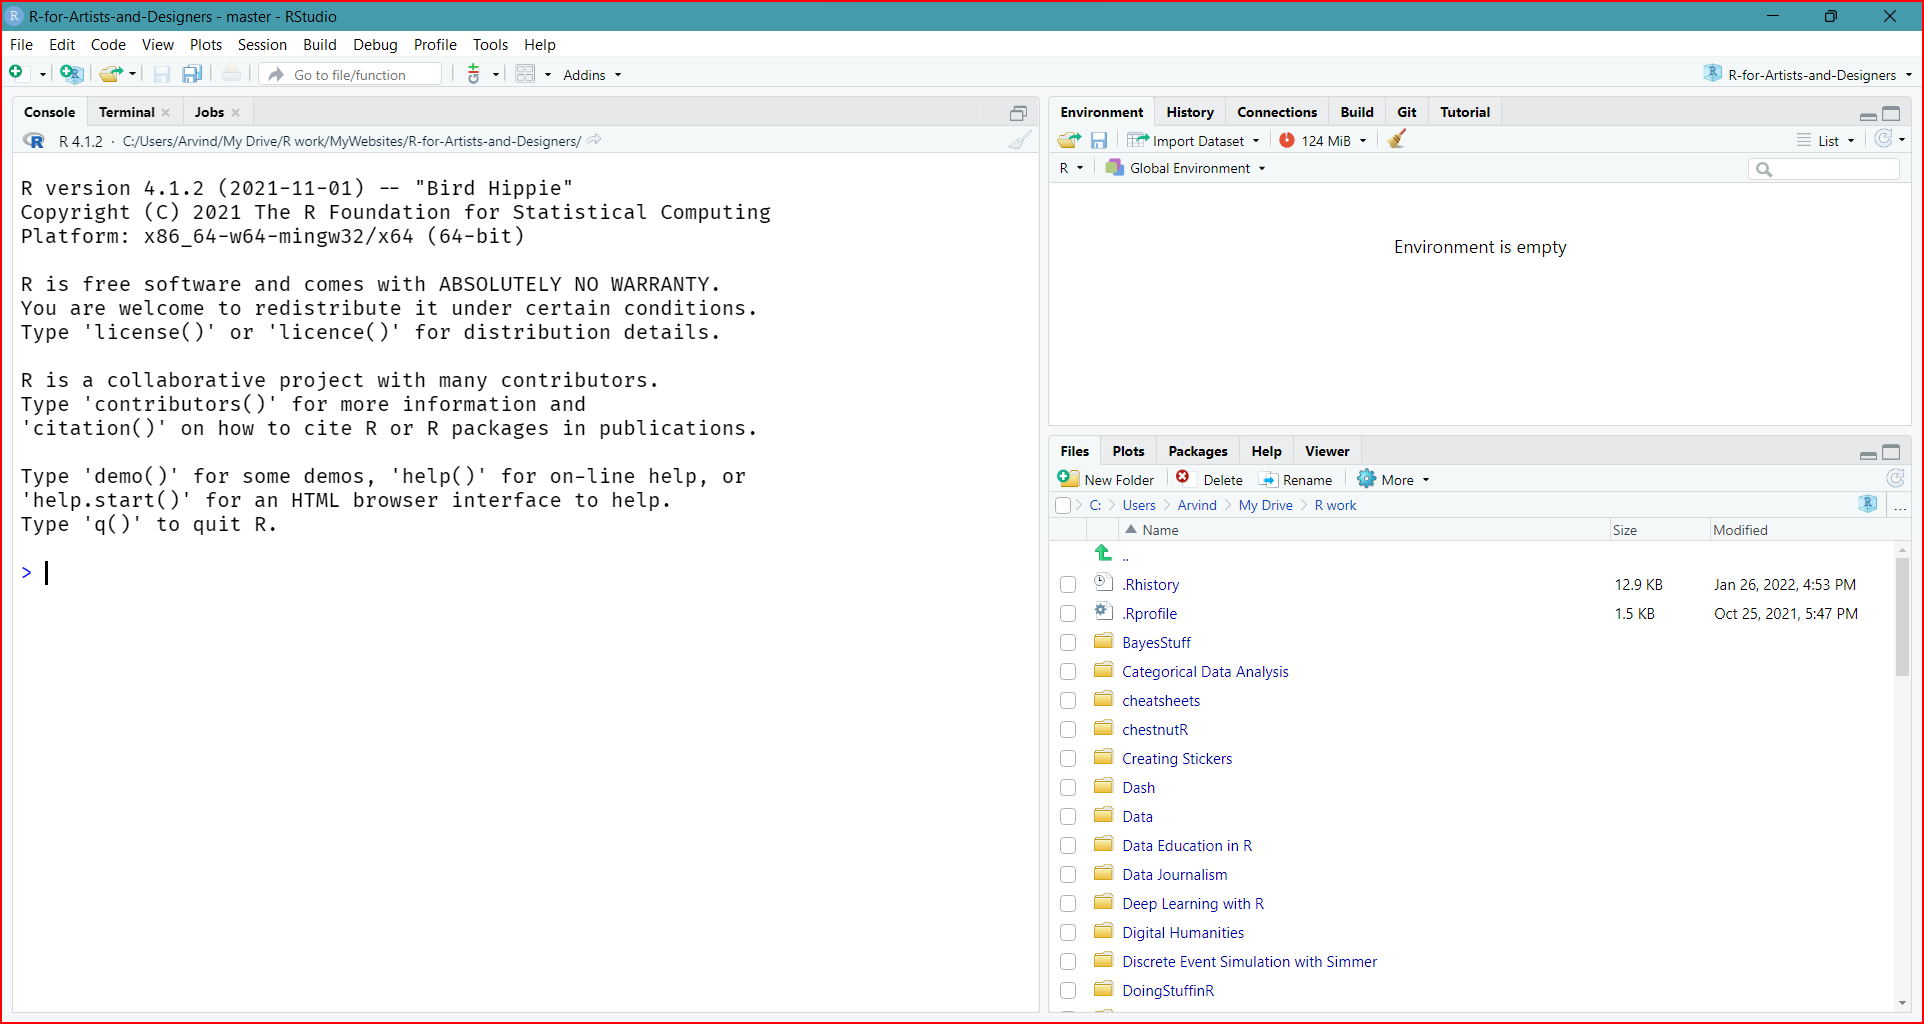 R-for-Artists-and-Designers - master - RStudio
File Edit Code View Plots Session Build Debug Profile Tools Help
Go to file/function Addins R-for-Artists-and-Designers
Console Terminal Jobs
R 4.1.2 · C:/Users/Arvind/My Drive/R work/MyWebsites/R-for-Artists-and-Designers/
R version 4.1.2 (2021-11-01) -- "Bird Hippie"
Copyright (C) 2021 The R Foundation for Statistical Computing
Platform: x86_64-w64-mingw32/x64 (64-bit)
R is free software and comes with ABSOLUTELY NO WARRANTY.
You are welcome to redistribute it under certain conditions.
Type 'license()' or 'licence()' for distribution details.
R is a collaborative project with many contributors.
Type 'contributors()' for more information and
'citation()' on how to cite R or R packages in publications.
Type 'demo()' for some demos, 'help()' for on-line help, or
'help.start()' for an HTML browser interface to help.
Type 'q()' to quit R.
>
Environment History Connections Build Git Tutorial
Import Dataset 124 MiB List
R Global Environment
Environment is empty
Files Plots Packages Help Viewer
New Folder Delete Rename More
C: Users Arvind My Drive R work ...
Name Size Modified
..
.Rhistory 12.9 KB Jan 26, 2022, 4:53 PM
.Rprofile 1.5 KB Oct 25, 2021, 5:47 PM
BayesStuff
Categorical Data Analysis
cheatsheets
chestnutR
Creating Stickers
Dash
Data
Data Education in R
Data Journalism
Deep Learning with R
Digital Humanities
Discrete Event Simulation with Simmer
DoingStuffinR